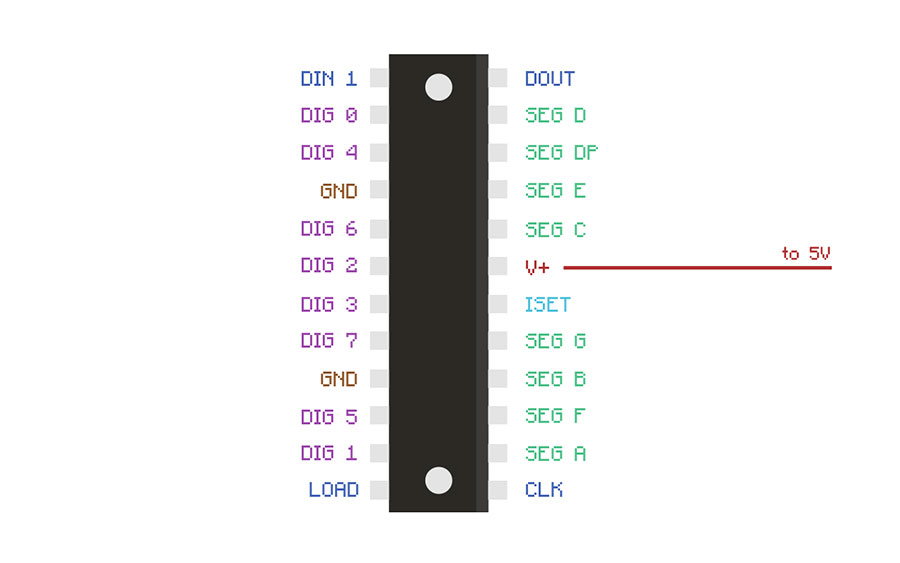 DIN 1
DOUT
DIG 0
SEG D
DIG 4
SEG DP
GND
SEG E
DIG 6
SEG C
to 5V
DIG 2
V+
DIG 3
ISET
DIG 7
SEG G
GND
SEG B
DIG 5
SEG F
DIG 1
SEG A
LOAD
CLK